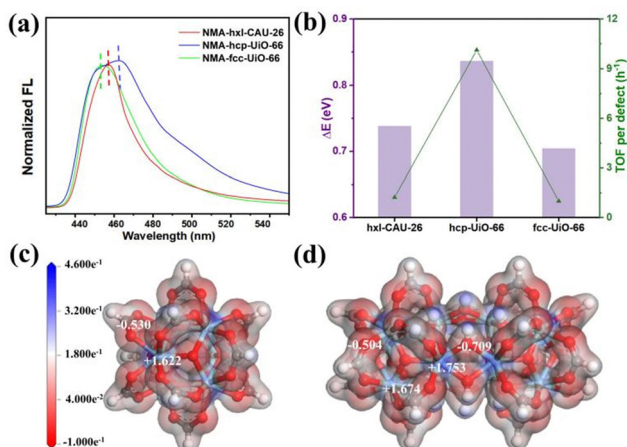 (a)
NMA-hxl-CAU-26
NMA-hcp-UiO-66
NMA-fcc-UiO-66
Normalized FL
440 460 480 500 520 540
Wavelength (nm)
(b)
ΔE (eV)
0.9
0.8
0.7
0.6
TOF per defect (h⁻¹)
12
9
6
3
0
hxl-CAU-26 hcp-UiO-66 fcc-UiO-66
(c)
4.600e⁻¹
3.200e⁻¹
1.800e⁻¹
4.000e⁻²
-1.000e⁻¹
-0.530
+1.622
(d)
-0.504
-0.709
+1.753
+1.674